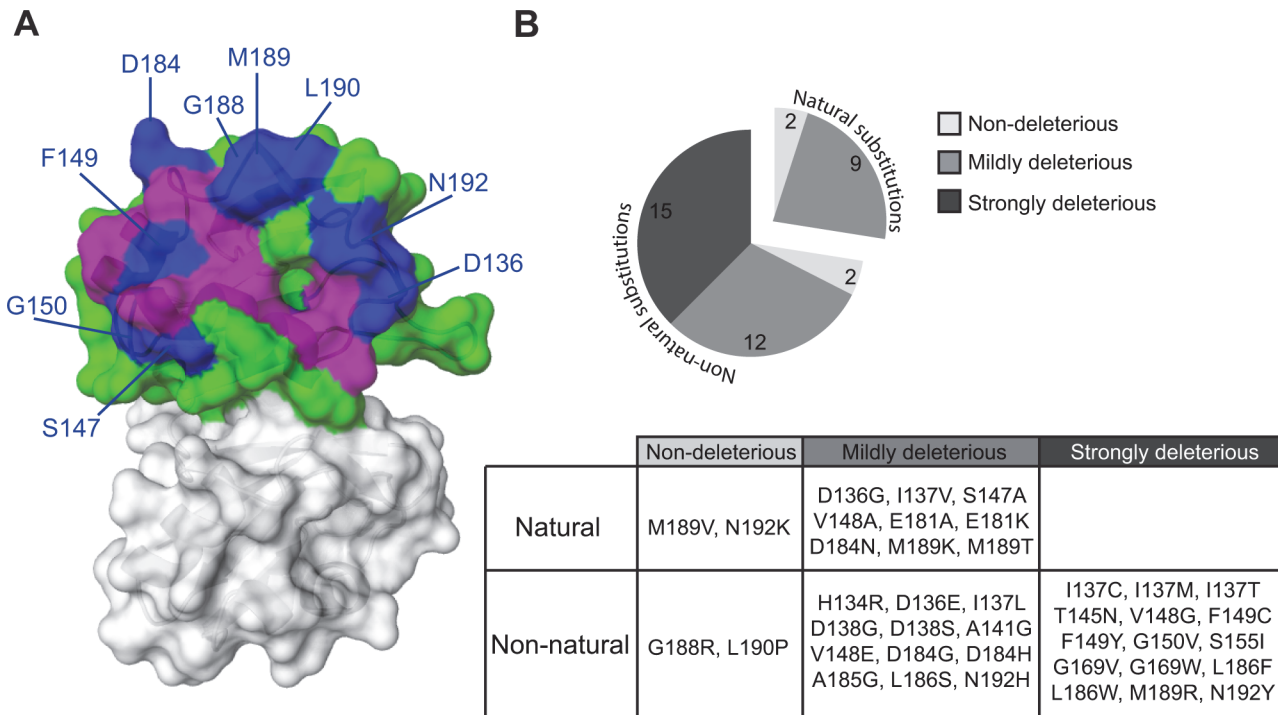 A
D184
M189
G188
L190
F149
N192
D136
G150
S147
B
Natural substitutions
2
9
15
2
12
Non-natural substitutions
Non-deleterious
Mildly deleterious
Strongly deleterious
Non-deleterious Mildly deleterious Strongly deleterious
Natural
M189V, N192K
D136G, I137V, S147A
V148A, E181A, E181K
D184N, M189K, M189T
Non-natural
G188R, L190P
H134R, D136E, I137L
D138G, D138S, A141G
V148E, D184G, D184H
A185G, L186S, N192H
I137C, I137M, I137T
T145N, V148G, F149C
F149Y, G150V, S155I
G169V, G169W, L186F
L186W, M189R, N192Y